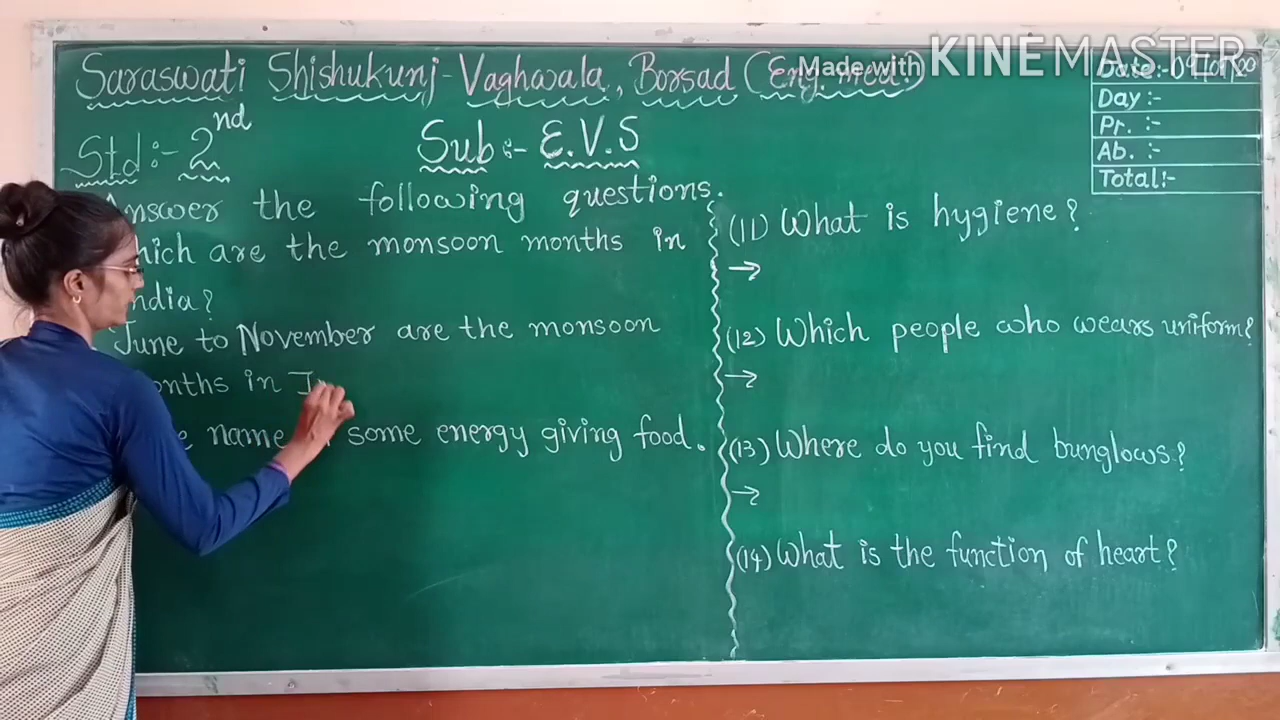 Saraswati Shishukunj - Vaghwala, Borsad (Eng. med.)
Made with KINEMASTER
Date:-
Day :-
Pr. :-
Ab. :-
Total:-
Std :- 2nd
Sub :- E.V.S
Answer the following questions.
which are the monsoon months in
India?
June to November are the monsoon
months in
name some energy giving food.
(11) What is hygiene?
→
(12) Which people who wears uniform?
→
(13) Where do you find bunglows?
→
(14) What is the function of heart?